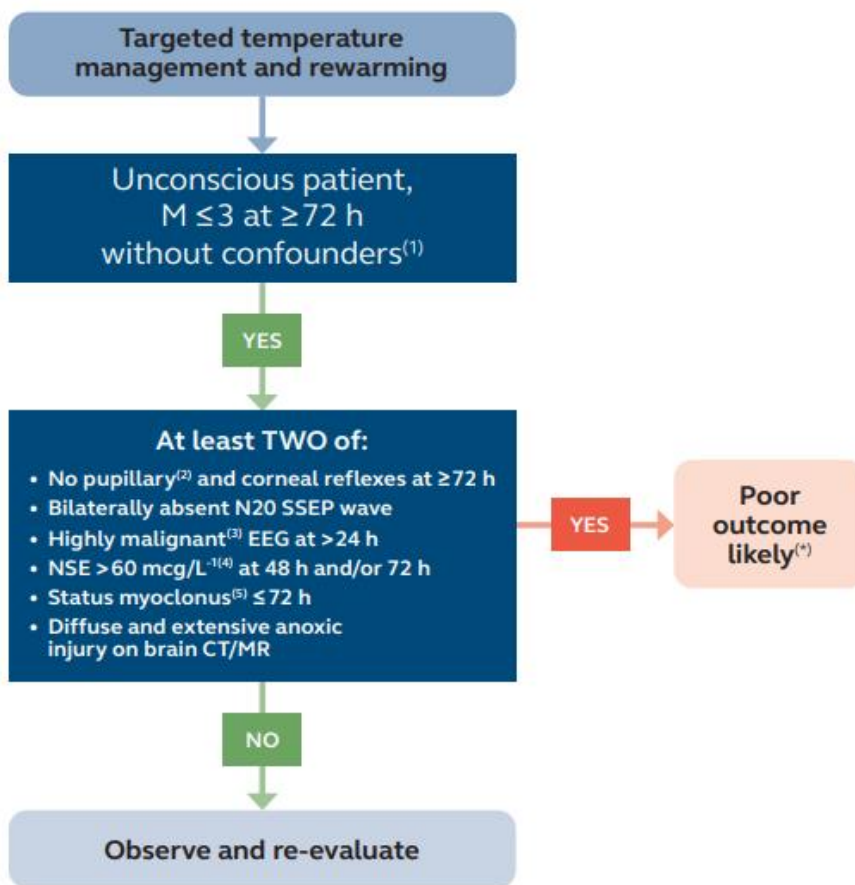 Targeted temperature
management and rewarming
Unconscious patient,
M ≤3 at ≥72 h
without confounders(1)
YES
At least TWO of:
• No pupillary(2) and corneal reflexes at ≥72 h
• Bilaterally absent N20 SSEP wave
• Highly malignant(3) EEG at >24 h
• NSE >60 mcg/L-1(4) at 48 h and/or 72 h
• Status myoclonus(5) ≤72 h
• Diffuse and extensive anoxic
injury on brain CT/MR
YES
Poor
outcome
likely(*)
NO
Observe and re-evaluate